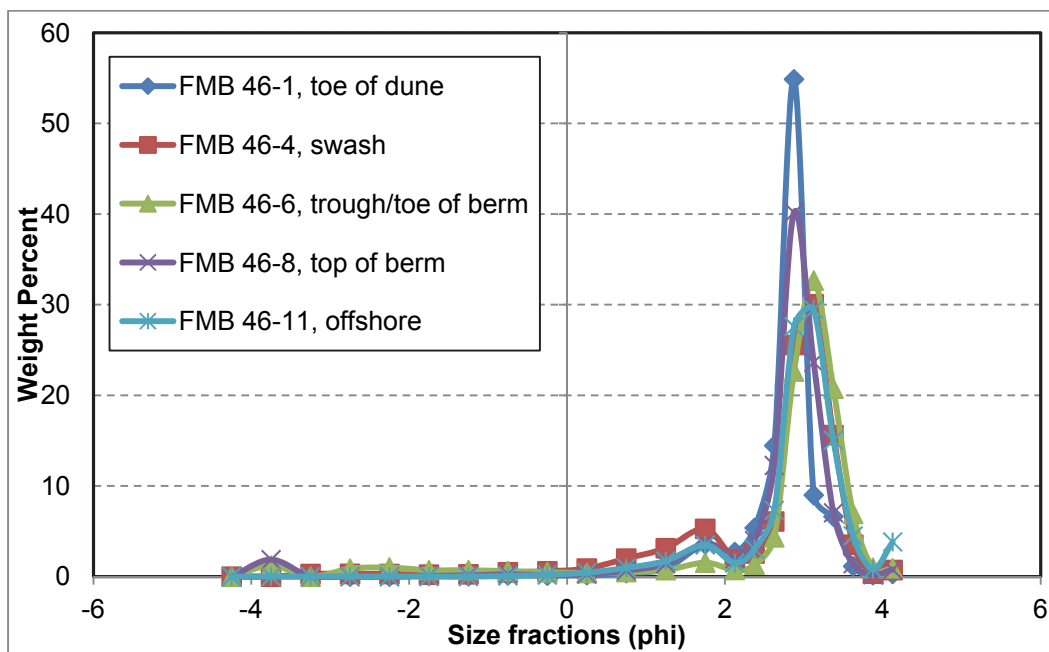 60
50
40
30
20
10
0
Weight Percent
FMB 46-1, toe of dune
FMB 46-4, swash
FMB 46-6, trough/toe of berm
FMB 46-8, top of berm
FMB 46-11, offshore
-6 -4 -2 0 2 4 6
Size fractions (phi)